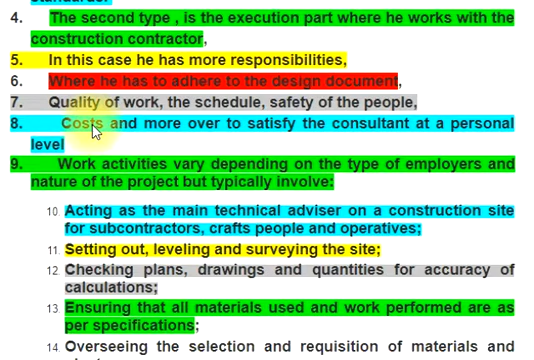 standards.
4. The second type , is the execution part where he works with the
construction contractor,
5. In this case he has more responsibilities,
6. Where he has to adhere to the design document,
7. Quality of work, the schedule, safety of the people,
8. Costs and more over to satisfy the consultant at a personal
level
9. Work activities vary depending on the type of employers and
nature of the project but typically involve:
10. Acting as the main technical adviser on a construction site
for subcontractors, crafts people and operatives;
11. Setting out, leveling and surveying the site;
12. Checking plans, drawings and quantities for accuracy of
calculations;
13. Ensuring that all materials used and work performed are as
per specifications;
14. Overseeing the selection and requisition of materials and